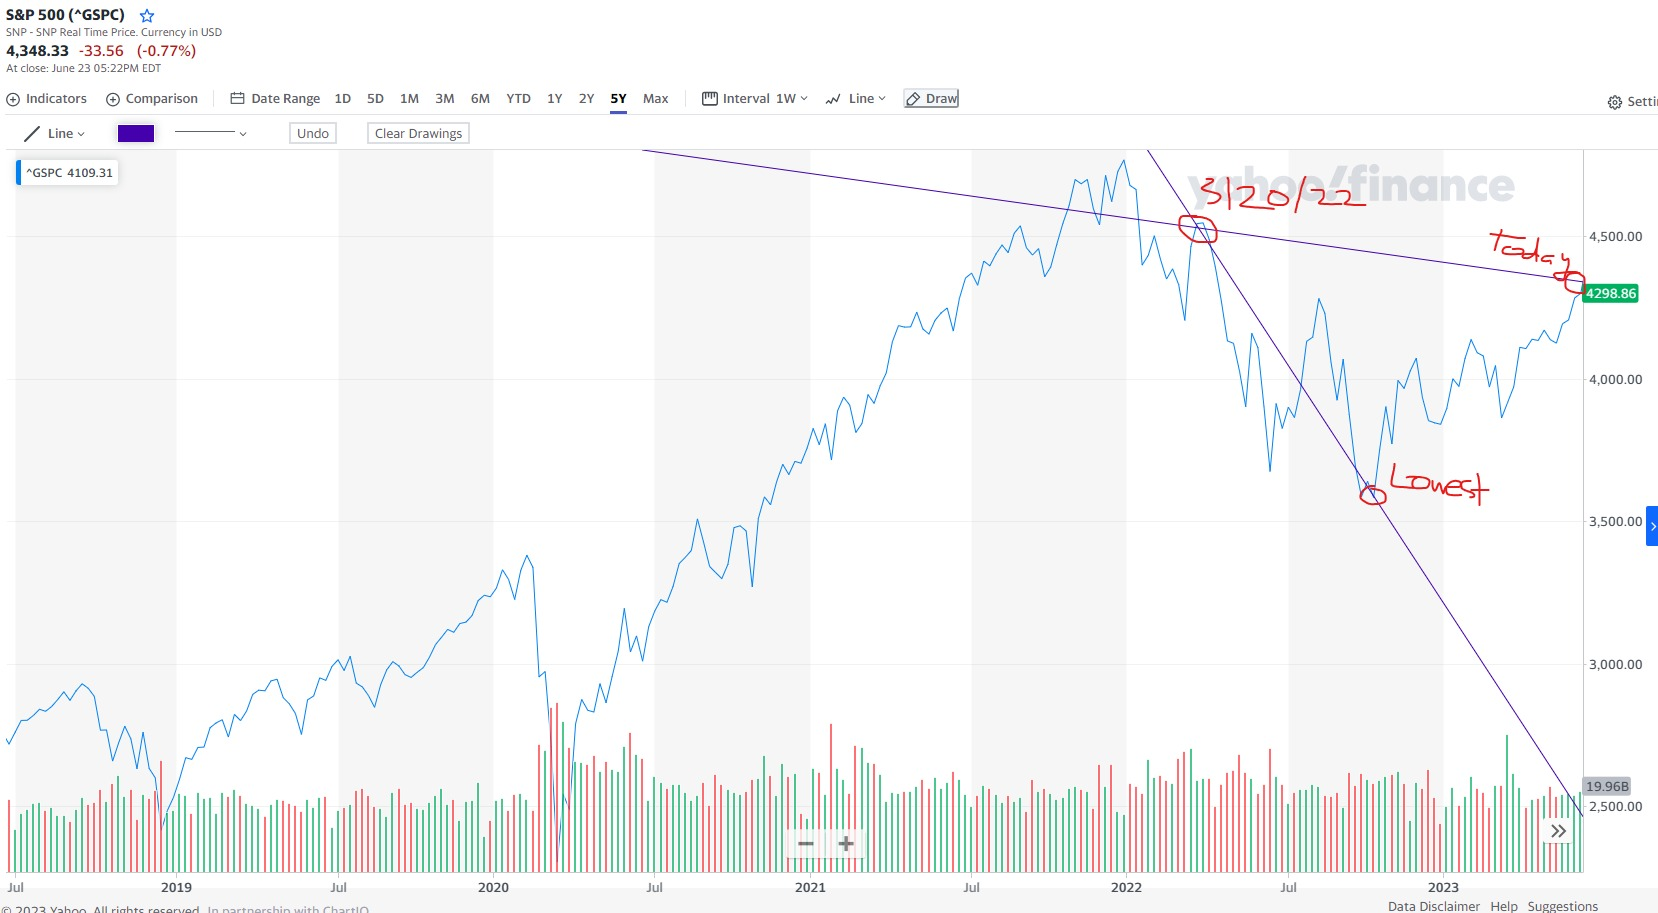 S&P 500 (^GSPC)
SNP - SNP Real Time Price. Currency in USD
4,348.33 -33.56 (-0.77%)
At close: June 23 05:22PM EDT
Indicators Comparison Date Range 1D 5D 1M 3M 6M YTD 1Y 2Y 5Y Max Interval 1W Line Draw Setti
Line Undo Clear Drawings
^GSPC 4109.31
yahoo!finance
3/20/22
4,500.00
Today
4298.86
4,000.00
Lowest
3,500.00
3,000.00
19.96B
2,500.00
Jul 2019 Jul 2020 Jul 2021 Jul 2022 Jul 2023
© 2023 Yahoo. All rights reserved. In partnership with ChartIQ
Data Disclaimer Help Suggestions